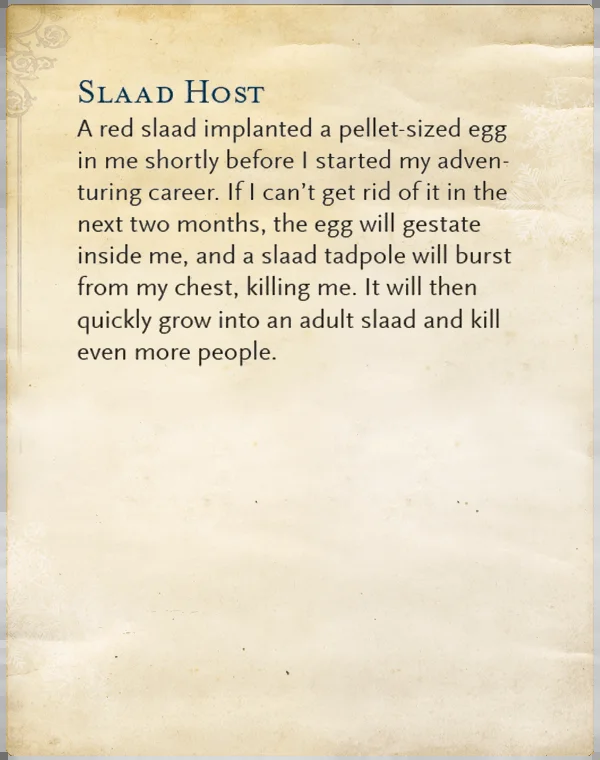 Slaad Host
A red slaad implanted a pellet-sized egg
in me shortly before I started my adven-
turing career. If I can’t get rid of it in the
next two months, the egg will gestate
inside me, and a slaad tadpole will burst
from my chest, killing me. It will then
quickly grow into an adult slaad and kill
even more people.